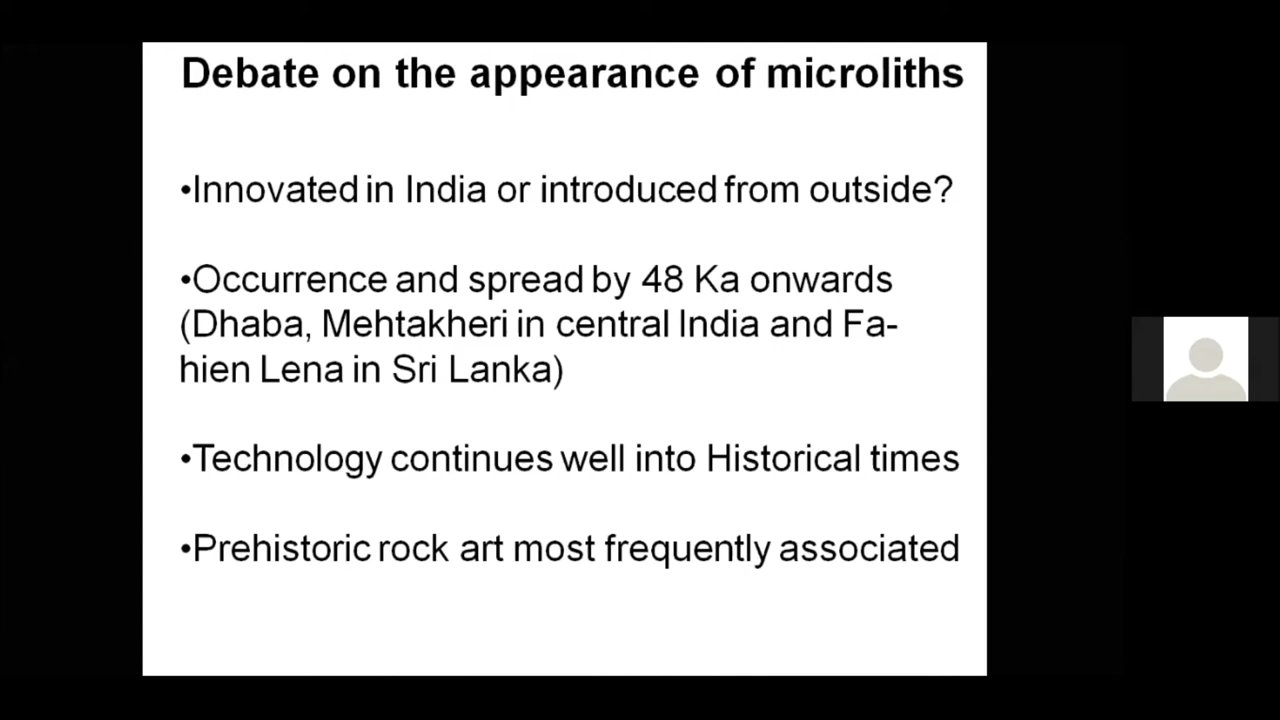 Debate on the appearance of microliths
•Innovated in India or introduced from outside?
•Occurrence and spread by 48 Ka onwards
(Dhaba, Mehtakheri in central India and Fa-
hien Lena in Sri Lanka)
•Technology continues well into Historical times
•Prehistoric rock art most frequently associated